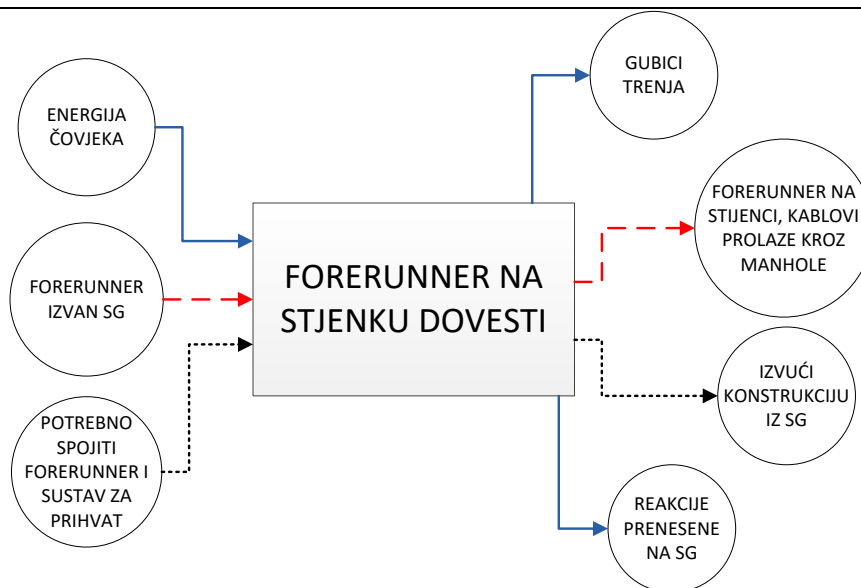 ENERGIJA
ČOVJEKA
FORERUNNER
IZVAN SG
POTREBNO
SPOJITI
FORERUNNER I
SUSTAV ZA
PRIHVAT
FORERUNNER NA
STJENKU DOVESTI
GUBICI
TRENJA
FORERUNNER NA
STIJENCI, KABLOVI
PROLAZE KROZ
MANHOLE
IZVUĆI
KONSTRUKCIJU
IZ SG
REAKCIJE
PRENESENE
NA SG